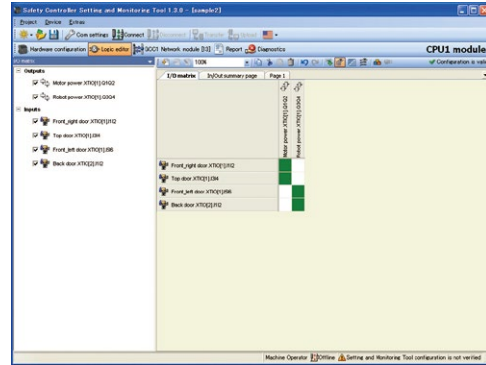 Safety Controller Setting and Monitoring Tool 1.3.0 - [sample2]
Project Device Extras
Com settings Connect Disconnect Transfer Upload
Hardware configuration Logic editor Network module [13] Report Diagnostics CPU1 module
100% Configuration is valid
I/O matrix In/Out summary page Page 1
Outputs
Motor power.XTIO[1].Q1Q2
Robot power.XTIO[1].Q3Q4
Inputs
Front_right door.XTIO[1].I1I2
Top door.XTIO[1].I3I4
Front_left door.XTIO[1].I5I6
Back door.XTIO[2].I1I2
Motor power.XTIO[1].Q1Q2
Robot power.XTIO[1].Q3Q4
Front_right door.XTIO[1].I1I2
Top door.XTIO[1].I3I4
Front_left door.XTIO[1].I5I6
Back door.XTIO[2].I1I2
Machine Operator Offline Setting and Monitoring Tool configuration is not verified